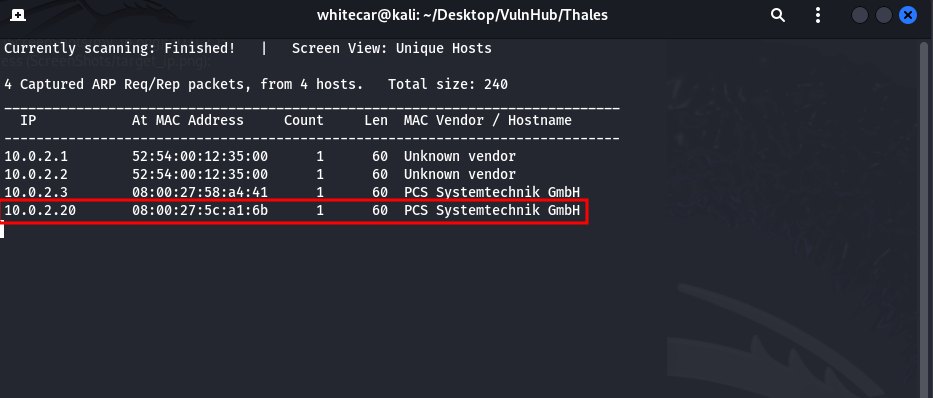 whitecar@kali: ~/Desktop/VulnHub/Thales
Currently scanning: Finished!   |   Screen View: Unique Hosts
4 Captured ARP Req/Rep packets, from 4 hosts.   Total size: 240
_____________________________________________________________________________
  IP            At MAC Address     Count     Len  MAC Vendor / Hostname
-----------------------------------------------------------------------------
10.0.2.1        52:54:00:12:35:00      1      60  Unknown vendor
10.0.2.2        52:54:00:12:35:00      1      60  Unknown vendor
10.0.2.3        08:00:27:58:a4:41      1      60  PCS Systemtechnik GmbH
10.0.2.20       08:00:27:5c:a1:6b      1      60  PCS Systemtechnik GmbH